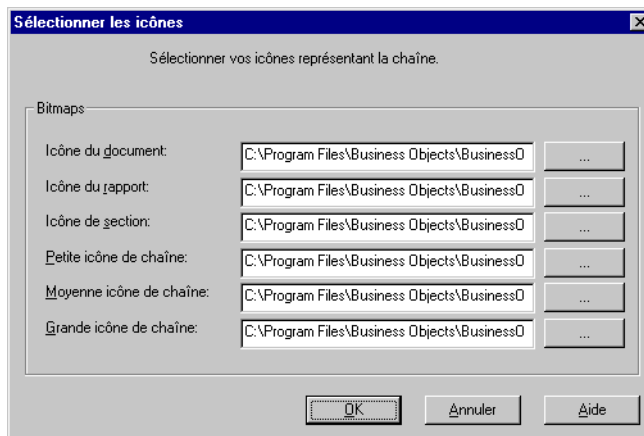 Sélectionner les icônes
Sélectionner vos icônes représentant la chaîne.
Bitmaps
Icône du document: C:\Program Files\Business Objects\BusinessO ...
Icône du rapport: C:\Program Files\Business Objects\BusinessO ...
Icône de section: C:\Program Files\Business Objects\BusinessO ...
Petite icône de chaîne: C:\Program Files\Business Objects\BusinessO ...
Moyenne icône de chaîne: C:\Program Files\Business Objects\BusinessO ...
Grande icône de chaîne: C:\Program Files\Business Objects\BusinessO ...
OK Annuler Aide